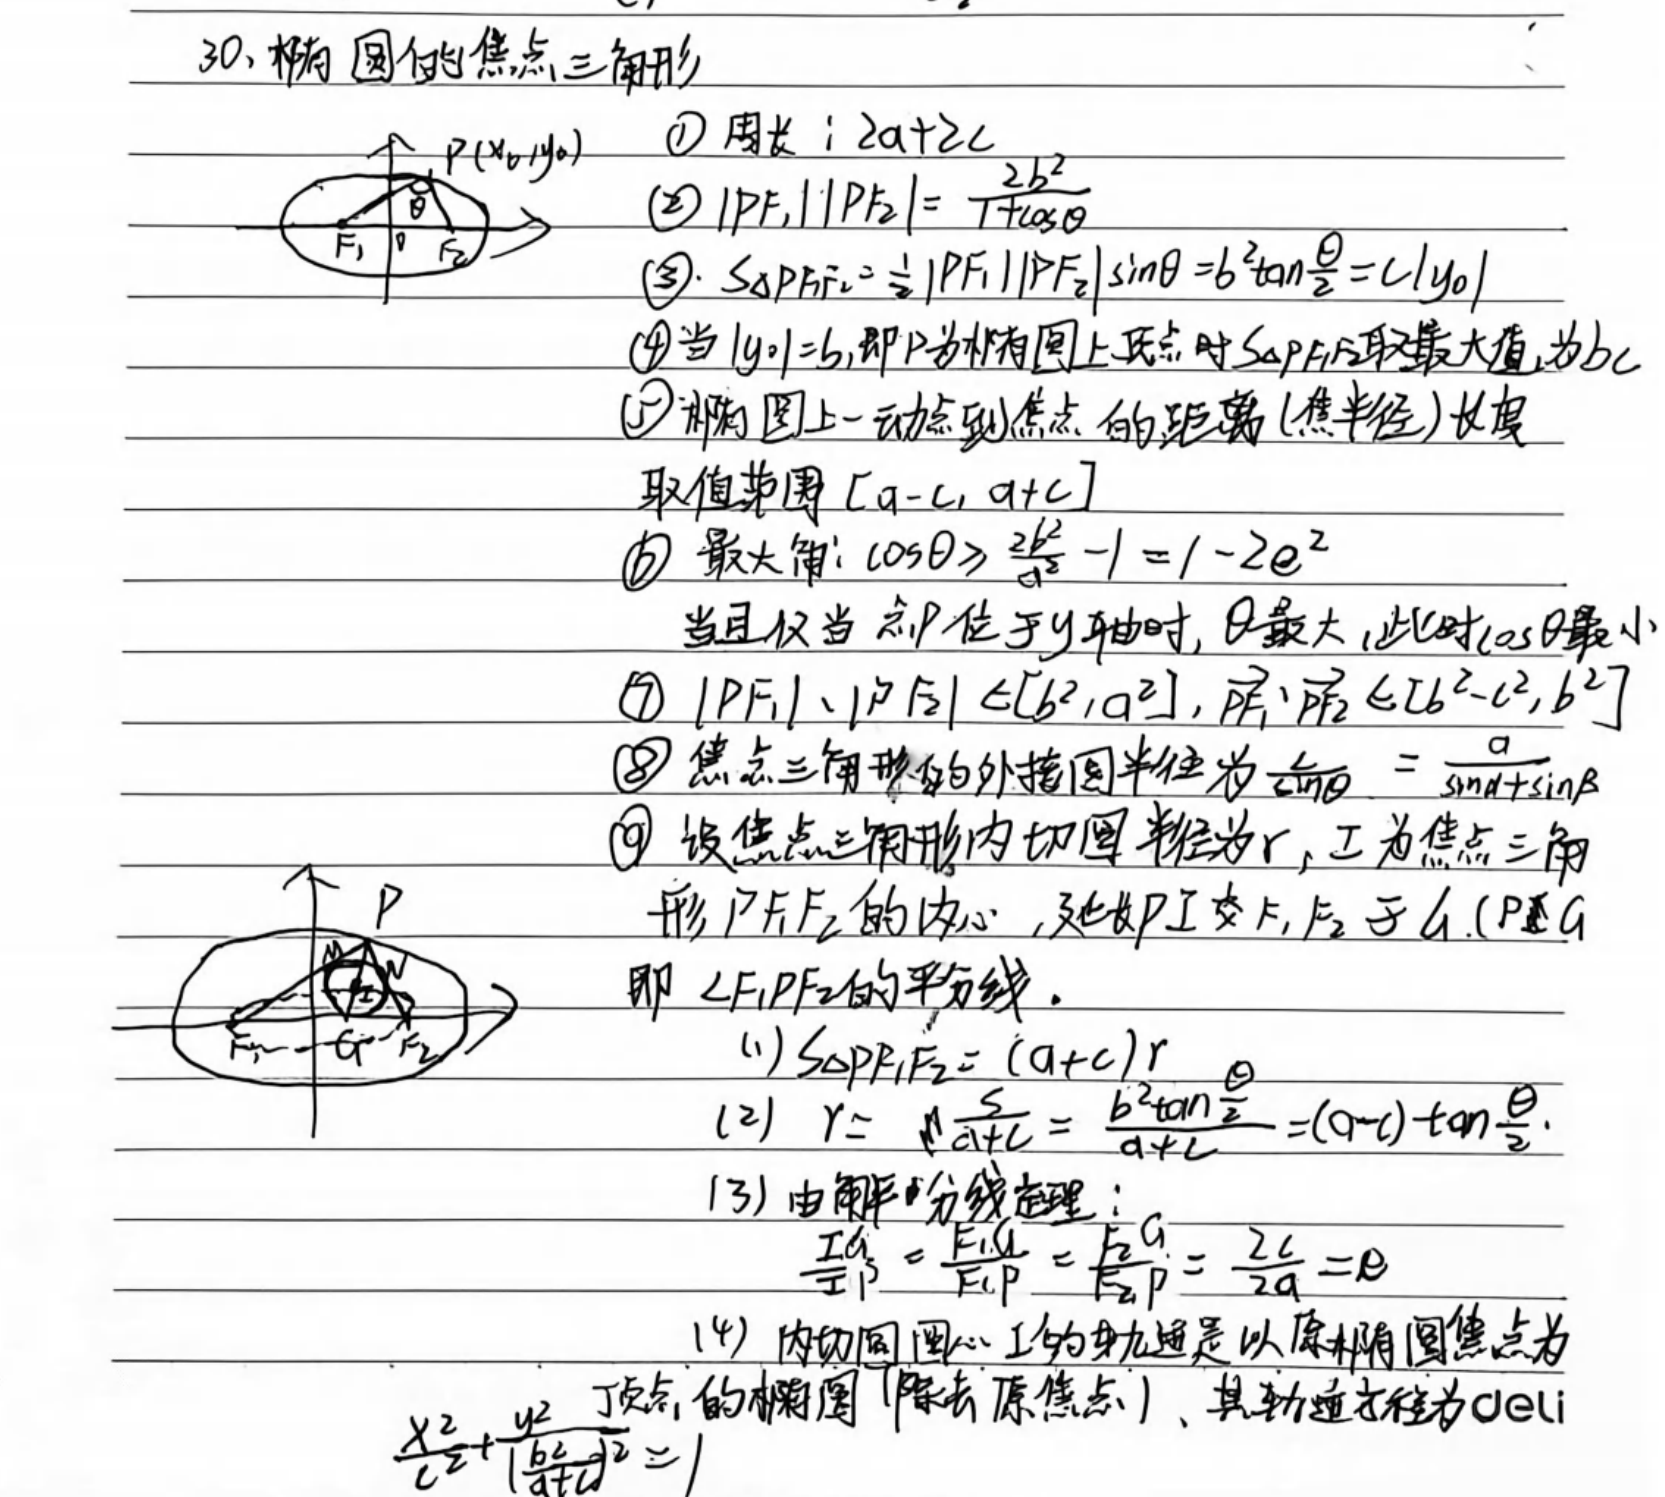 30、椭圆的焦点三角形
P(x₀,y₀)
θ
F₁ 0 F₂
① 周长：2a+2c
② |PF₁||PF₂|= 2b²/(1+cosθ)
③. S△PF₁F₂=½|PF₁||PF₂|sinθ=b²tan(θ/2)=c|y₀|
④当|y₀|=b,即P为椭圆上顶点时S△PF₁F₂取最大值,为bc
⑤椭圆上一动点到焦点的距离(焦半径)长度
取值范围[a-c, a+c]
⑥ 最大角: cosθ≥ 2b²/a² -1 = 1-2e²
当且仅当点P位于y轴时, θ最大,此时cosθ最小
⑦ |PF₁|、|PF₂|∈[b²,a²], PF₁·PF₂∈[b²-c²,b²]
⑧ 焦点三角形的外接圆半径为 c/sinθ = a/(sinα+sinβ)
⑨ 设焦点三角形内切圆半径为r, I为焦点三角
形PF₁F₂的内心,延长PI交F₁F₂于G.(PG
即∠F₁PF₂的平分线.
P
M N
I
F₁ G F₂
(1) S△PF₁F₂=(a+c)r
(2) r= S/(a+c) = b²tan(θ/2)/(a+c) =(a-c)tan(θ/2).
(3) 由角平分线定理:
IG/IP = F₁G/F₁P = F₂G/F₂P = 2c/2a =e
(4) 内切圆圆心I的轨迹是以原椭圆焦点为
顶点的椭圆(除去原焦点)、其轨迹方程为
deli
x²/c²+y²/(b²/(a+c))²=1